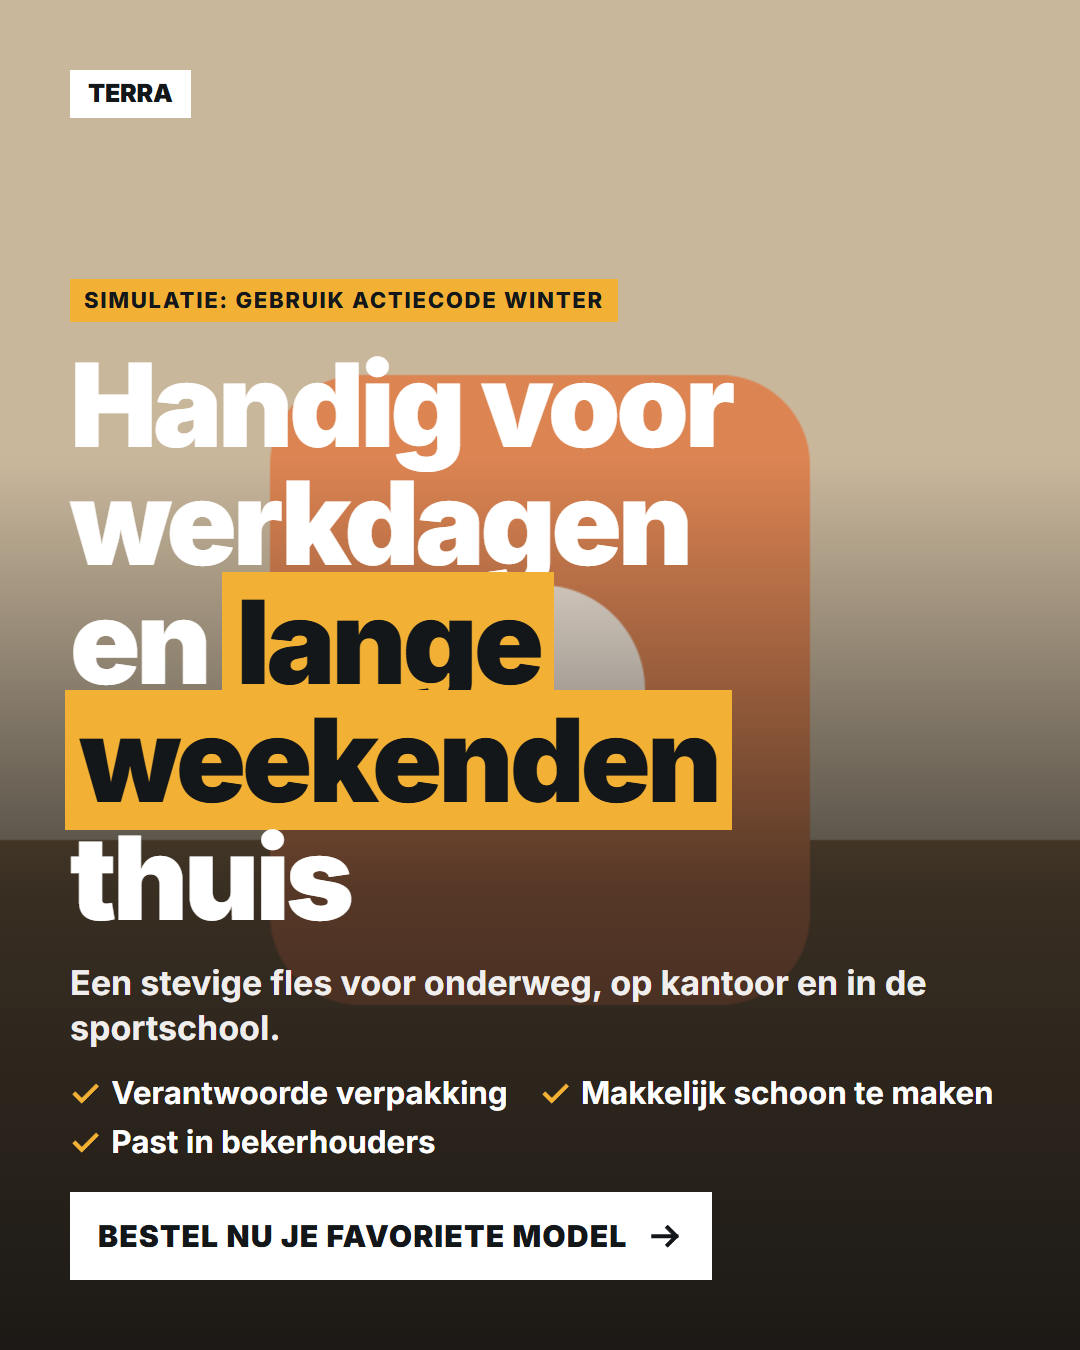 TERRA
SIMULATIE: GEBRUIK ACTIECODE WINTER
Handig voor
werkdagen
en lange
weekenden
thuis
Een stevige fles voor onderweg, op kantoor en in de
sportschool.
Verantwoorde verpakking
Makkelijk schoon te maken
Past in bekerhouders
BESTEL NU JE FAVORIETE MODEL →